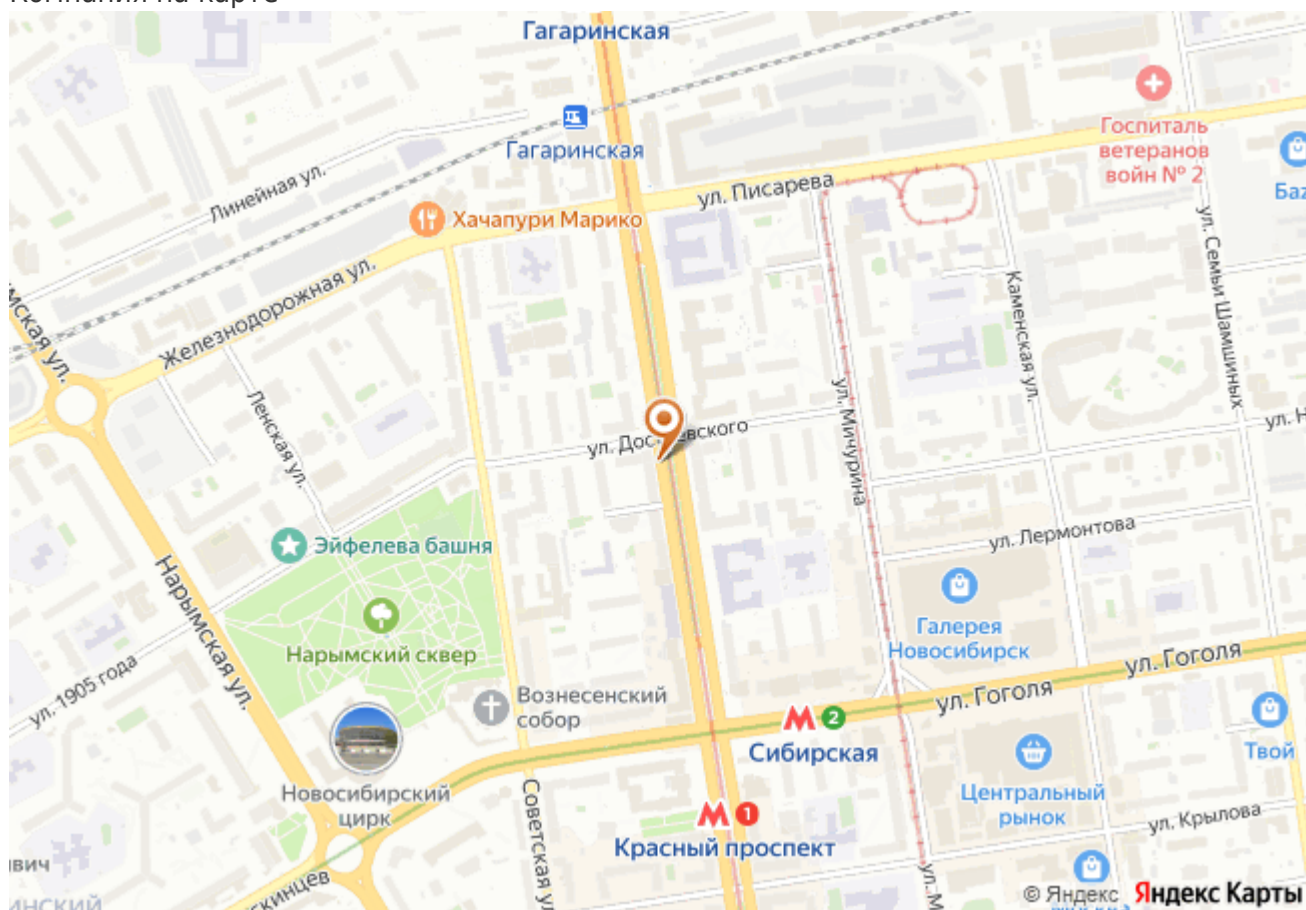 Гагаринская
Гагаринская
Госпиталь
ветеранов
войн № 2
Линейная ул.
ул. Писарева
Хачапури Марико
ул. Семьи Шамшиных
Железнодорожная ул.
Каменская ул.
Ленская ул.
ул. Мичурина
ул. Лермонтова
Эйфелева башня
Нарымская ул.
Нарымский сквер
Галерея
Новосибирск
ул. Гоголя
ул. Гоголя
ул. 1905 года
Вознесенский
собор
2
Сибирская
Твой
Новосибирский
цирк
Советская
1
Красный проспект
Центральный
рынок
ул. Крылова
© Яндекс Яндекс Карты